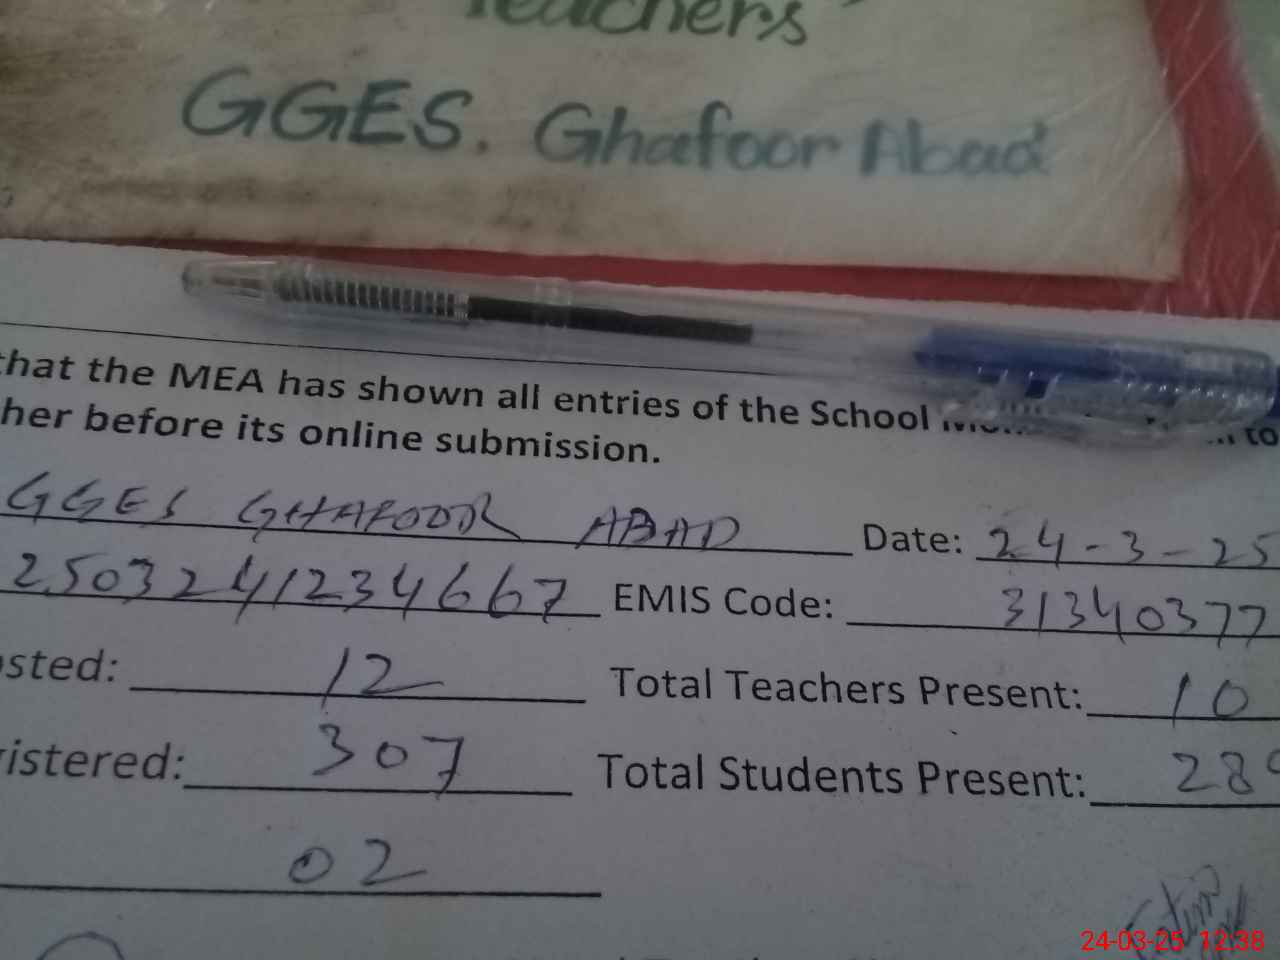 Teachers
GGES. Ghafoor Abad
that the MEA has shown all entries of the School to
her before its online submission.
GGES GHAFOOR ABAD Date: 24-3-25
2503241234667 EMIS Code: 31340377
sted: 12 Total Teachers Present: 10
istered: 307 Total Students Present: 28
02
24-03-25 12:38